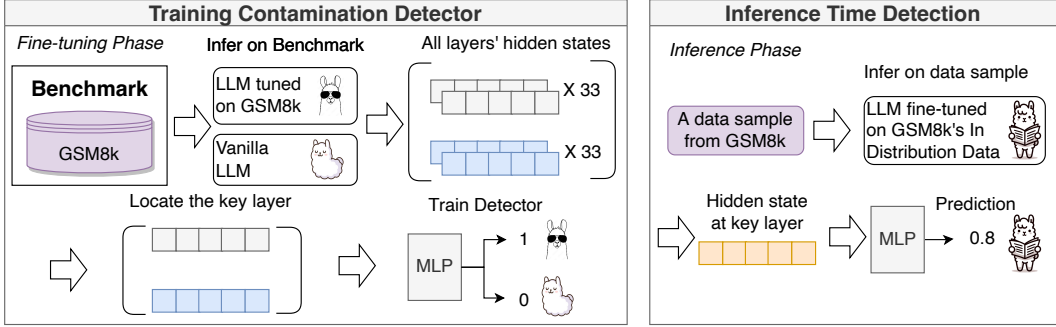 Training Contamination Detector
Fine-tuning Phase
Infer on Benchmark
All layers' hidden states
Benchmark
GSM8k
LLM tuned
on GSM8k
Vanilla
LLM
X 33
X 33
Locate the key layer
Train Detector
MLP
1
0
Inference Time Detection
Inference Phase
Infer on data sample
A data sample
from GSM8k
LLM fine-tuned
on GSM8k's In
Distribution Data
Hidden state
at key layer
MLP
Prediction
0.8